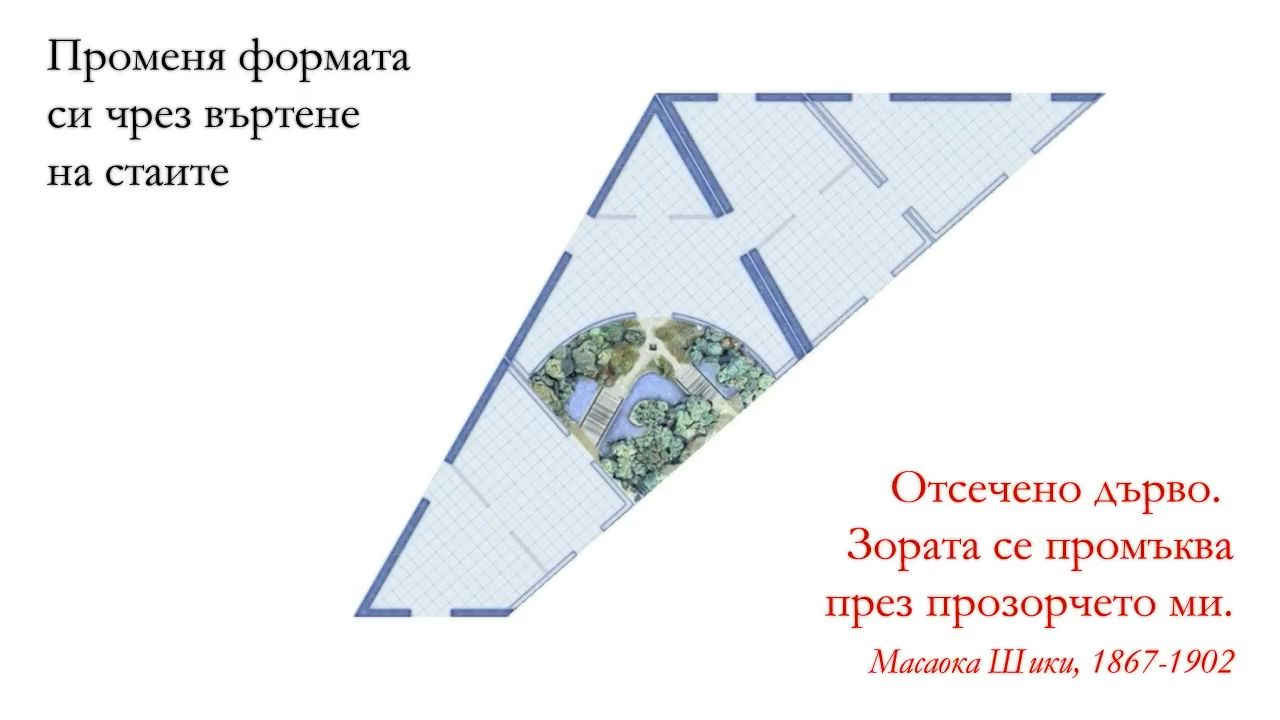 Променя формата
си чрез въртене
на стаите
Отсечено дърво.
Зората се промъква
през прозорчето ми.
Масаока Шики, 1867-1902